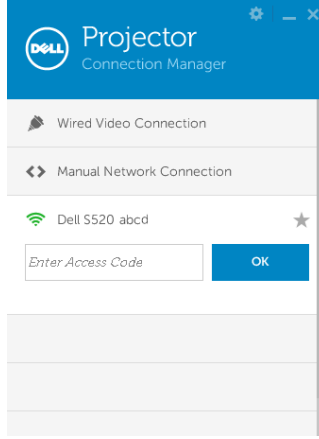 DELL
Projector
Connection Manager
Wired Video Connection
Manual Network Connection
Dell S520 abcd
Enter Access Code
OK